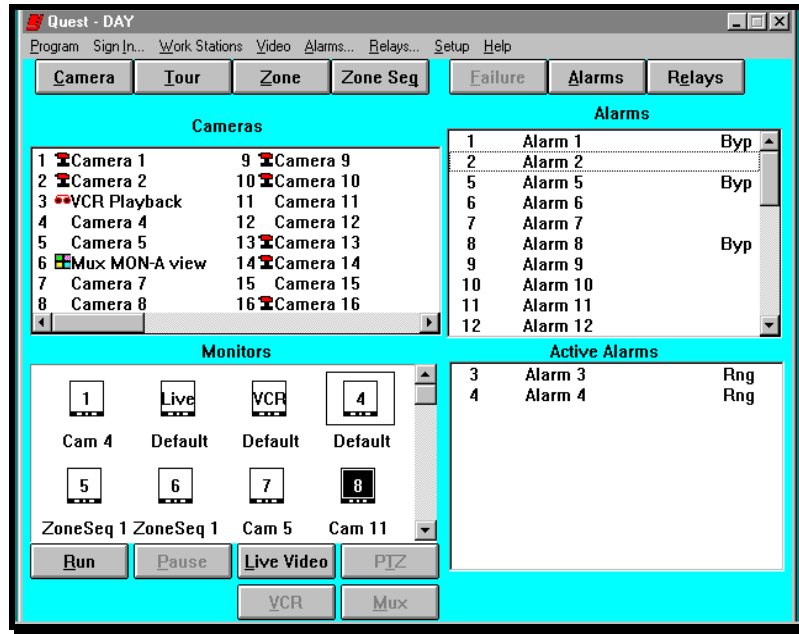 Quest - DAY
Program Sign In... Work Stations Video Alarms... Relays... Setup Help
Camera Tour Zone Zone Seq Failure Alarms Relays
Cameras
1 Camera 1 9 Camera 9
2 Camera 2 10 Camera 10
3 VCR Playback 11 Camera 11
4 Camera 4 12 Camera 12
5 Camera 5 13 Camera 13
6 Mux MON-A view 14 Camera 14
7 Camera 7 15 Camera 15
8 Camera 8 16 Camera 16
Alarms
1 Alarm 1 Byp
2 Alarm 2
5 Alarm 5 Byp
6 Alarm 6
7 Alarm 7
8 Alarm 8 Byp
9 Alarm 9
10 Alarm 10
11 Alarm 11
12 Alarm 12
Monitors
1 Live VCR 4
Cam 4 Default Default Default
5 6 7 8
ZoneSeq 1 ZoneSeq 1 Cam 5 Cam 11
Run Pause Live Video PTZ
VCR Mux
Active Alarms
3 Alarm 3 Rng
4 Alarm 4 Rng